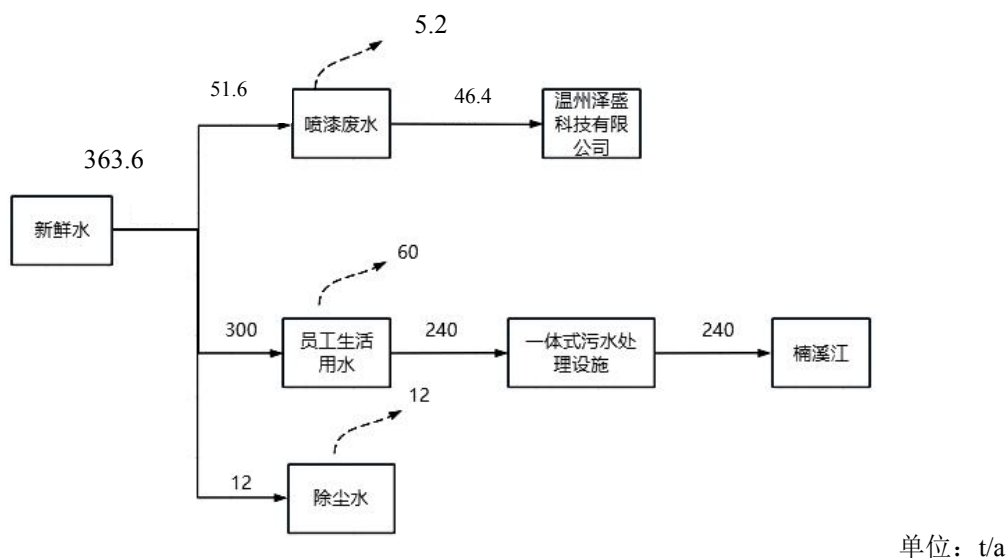 5.2
51.6
46.4
喷漆废水
温州泽盛
科技有限
公司
363.6
新鲜水
60
300
员工生活
用水
240
一体式污水处
理设施
240
楠溪江
12
12
除尘水
单位：t/a